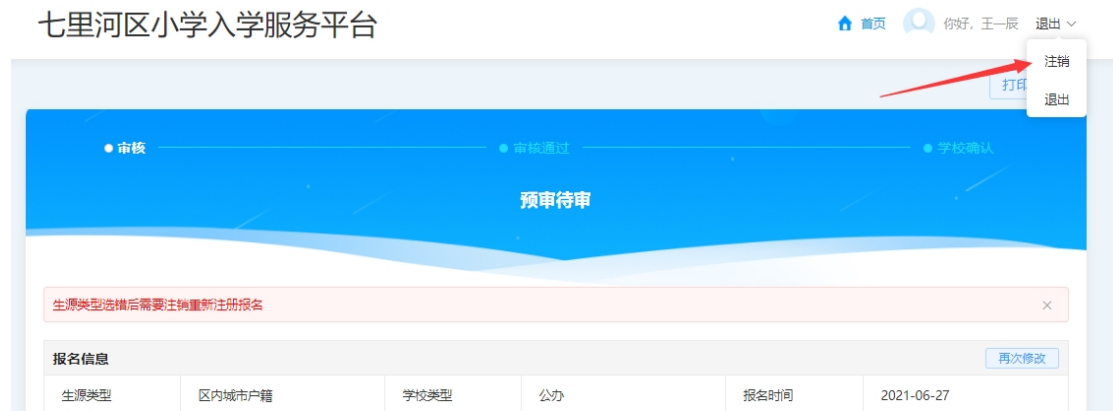 七里河区小学入学服务平台
首页 你好, 王一辰 退出
注销
打印
退出
审核 审核通过 学校确认
预审待审
生源类型选错后需要注销重新注册报名
报名信息 再次修改
生源类型 区内城市户籍 学校类型 公办 报名时间 2021-06-27